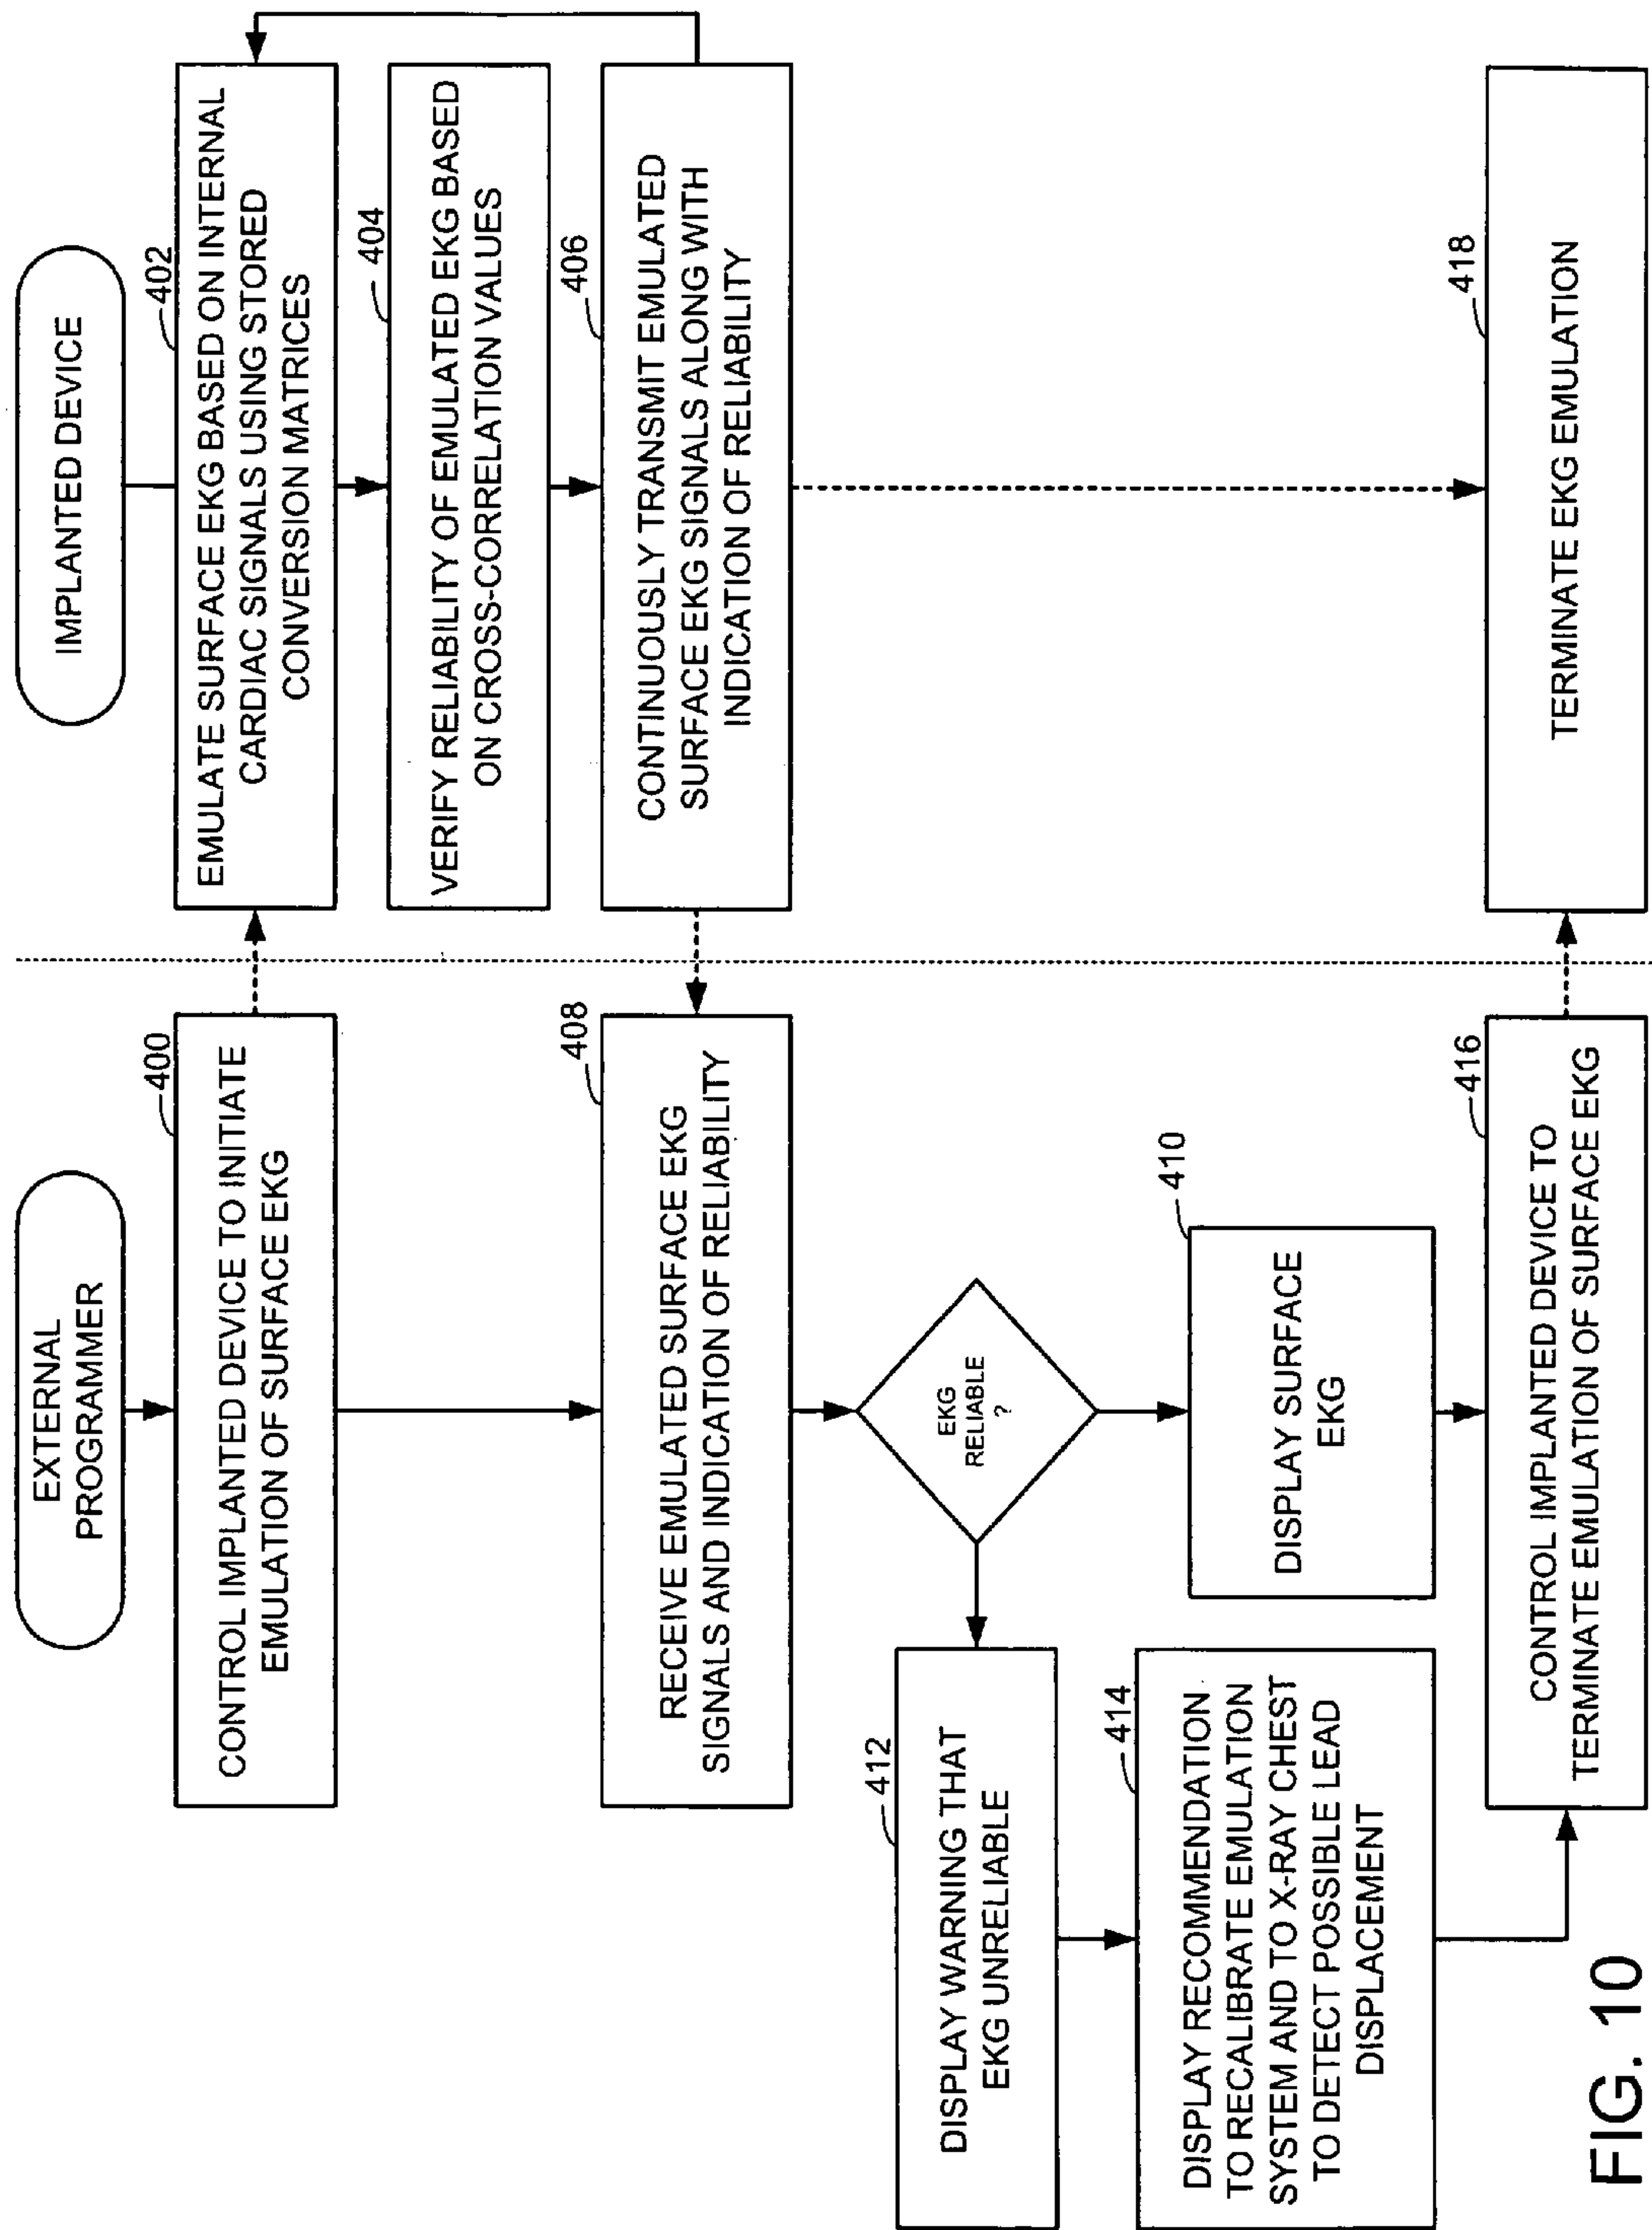 EXTERNAL
PROGRAMMER
400
CONTROL IMPLANTED DEVICE TO INITIATE
EMULATION OF SURFACE EKG
408
RECEIVE EMULATED SURFACE EKG
SIGNALS AND INDICATION OF RELIABILITY
EKG
RELIABLE
?
410
DISPLAY SURFACE
EKG
412
DISPLAY WARNING THAT
EKG UNRELIABLE
414
DISPLAY RECOMMENDATION
TO RECALIBRATE EMULATION
SYSTEM AND TO X-RAY CHEST
TO DETECT POSSIBLE LEAD
DISPLACEMENT
416
CONTROL IMPLANTED DEVICE TO
TERMINATE EMULATION OF SURFACE EKG
IMPLANTED DEVICE
402
EMULATE SURFACE EKG BASED ON INTERNAL
CARDIAC SIGNALS USING STORED
CONVERSION MATRICES
404
VERIFY RELIABILITY OF EMULATED EKG BASED
ON CROSS-CORRELATION VALUES
406
CONTINUOUSLY TRANSMIT EMULATED
SURFACE EKG SIGNALS ALONG WITH
INDICATION OF RELIABILITY
418
TERMINATE EKG EMULATION
FIG. 10